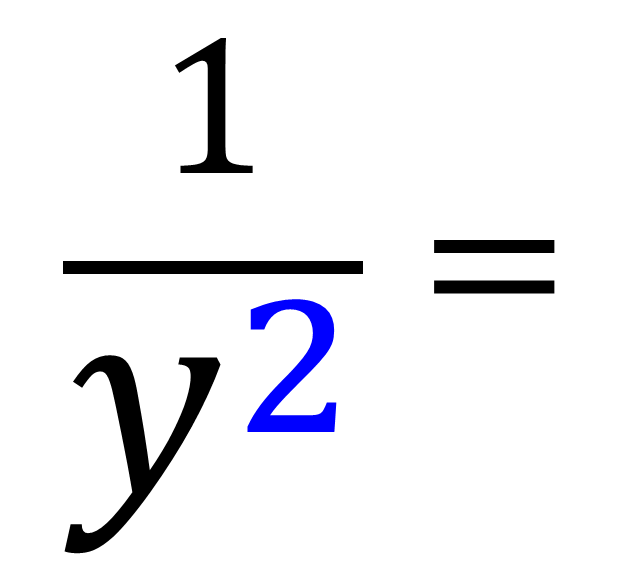 1/y² =